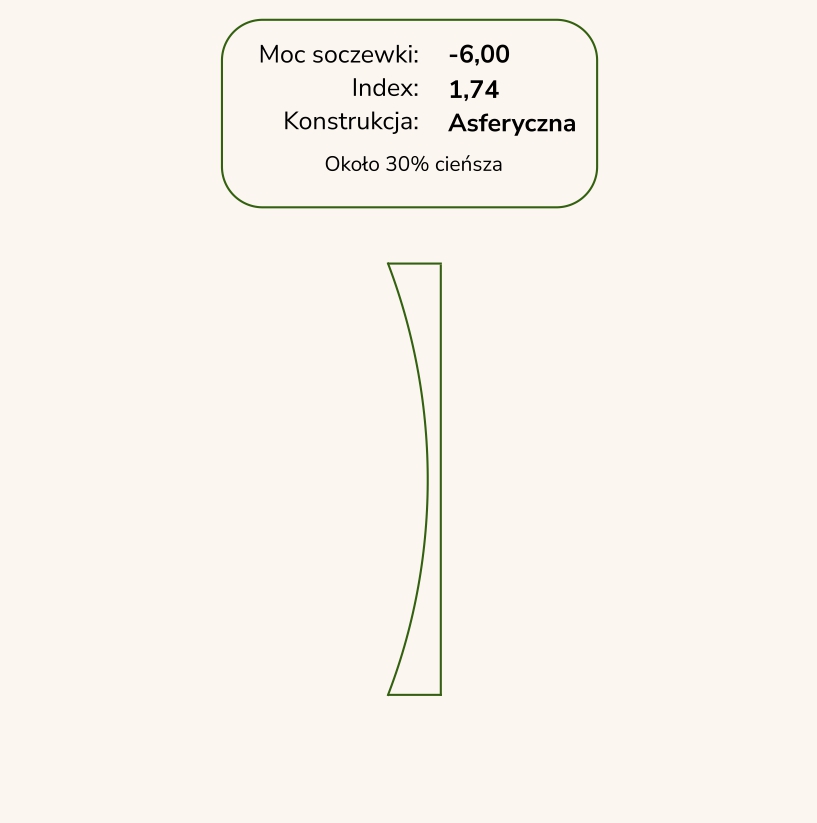 Moc soczewki: -6,00
Index: 1,74
Konstrukcja: Asferyczna
Około 30% cieńsza